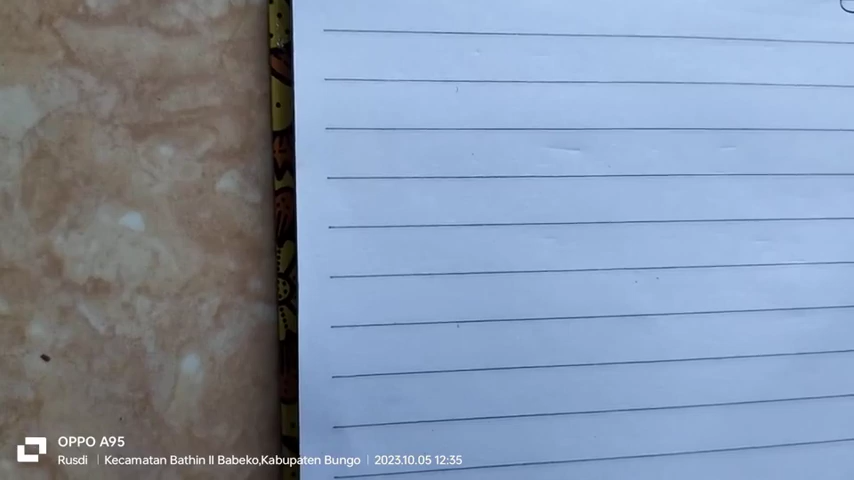 OPPO A95
Rusdi | Kecamatan Bathin II Babeko,Kabupaten Bungo | 2023.10.05 12:35